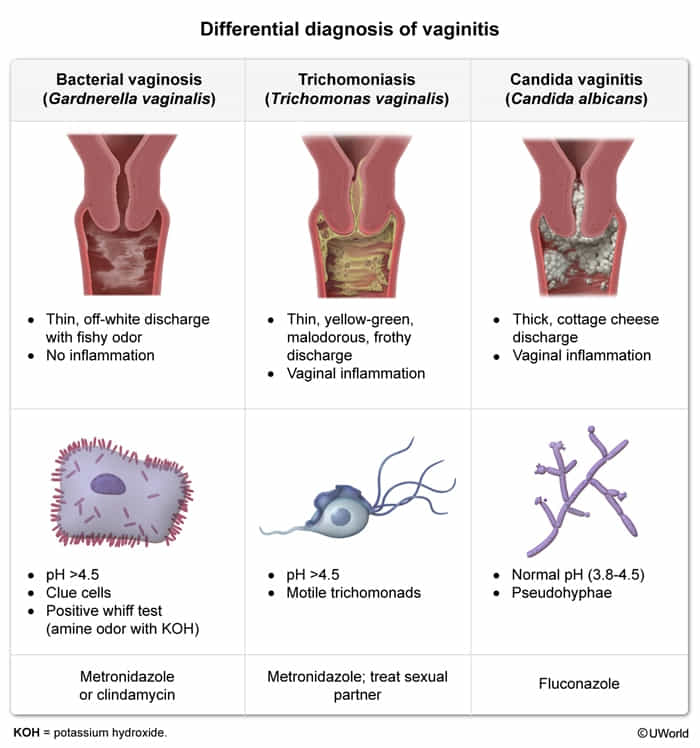 Differential diagnosis of vaginitis
Bacterial vaginosis
(Gardnerella vaginalis)
Trichomoniasis
(Trichomonas vaginalis)
Candida vaginitis
(Candida albicans)
• Thin, off-white discharge
with fishy odor
• No inflammation
• Thin, yellow-green,
malodorous, frothy
discharge
• Vaginal inflammation
• Thick, cottage cheese
discharge
• Vaginal inflammation
• pH >4.5
• Clue cells
• Positive whiff test
(amine odor with KOH)
• pH >4.5
• Motile trichomonads
• Normal pH (3.8-4.5)
• Pseudohyphae
Metronidazole
or clindamycin
Metronidazole; treat sexual
partner
Fluconazole
KOH = potassium hydroxide.
©UWorld